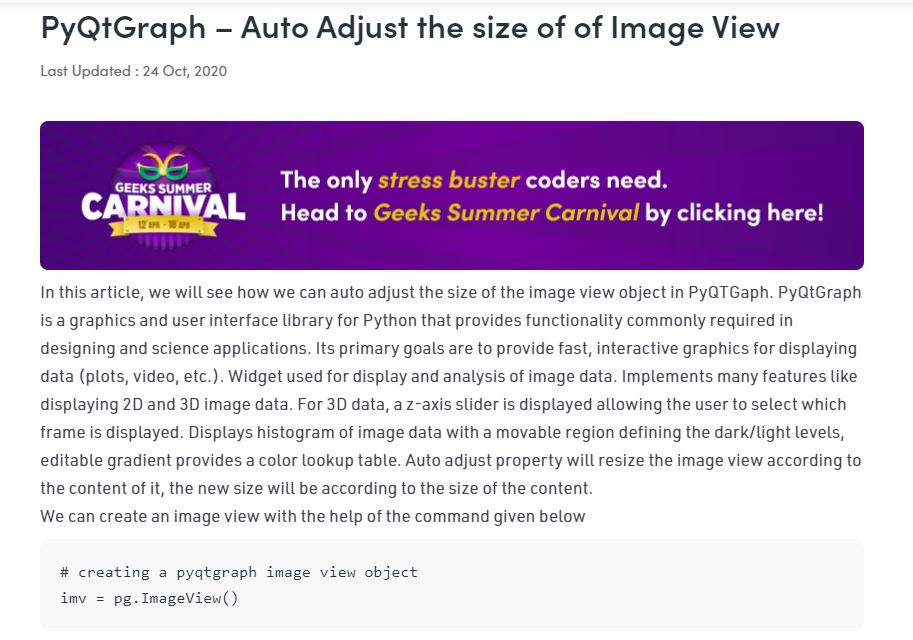 PyQtGraph – Auto Adjust the size of of Image View
Last Updated : 24 Oct, 2020
GEEKS SUMMER
CARNIVAL
12 APR - 18 APR
The only stress buster coders need.
Head to Geeks Summer Carnival by clicking here!
In this article, we will see how we can auto adjust the size of the image view object in PyQTGaph. PyQtGraph
is a graphics and user interface library for Python that provides functionality commonly required in
designing and science applications. Its primary goals are to provide fast, interactive graphics for displaying
data (plots, video, etc.). Widget used for display and analysis of image data. Implements many features like
displaying 2D and 3D image data. For 3D data, a z-axis slider is displayed allowing the user to select which
frame is displayed. Displays histogram of image data with a movable region defining the dark/light levels,
editable gradient provides a color lookup table. Auto adjust property will resize the image view according to
the content of it, the new size will be according to the size of the content.
We can create an image view with the help of the command given below
# creating a pyqtgraph image view object
imv = pg.ImageView()